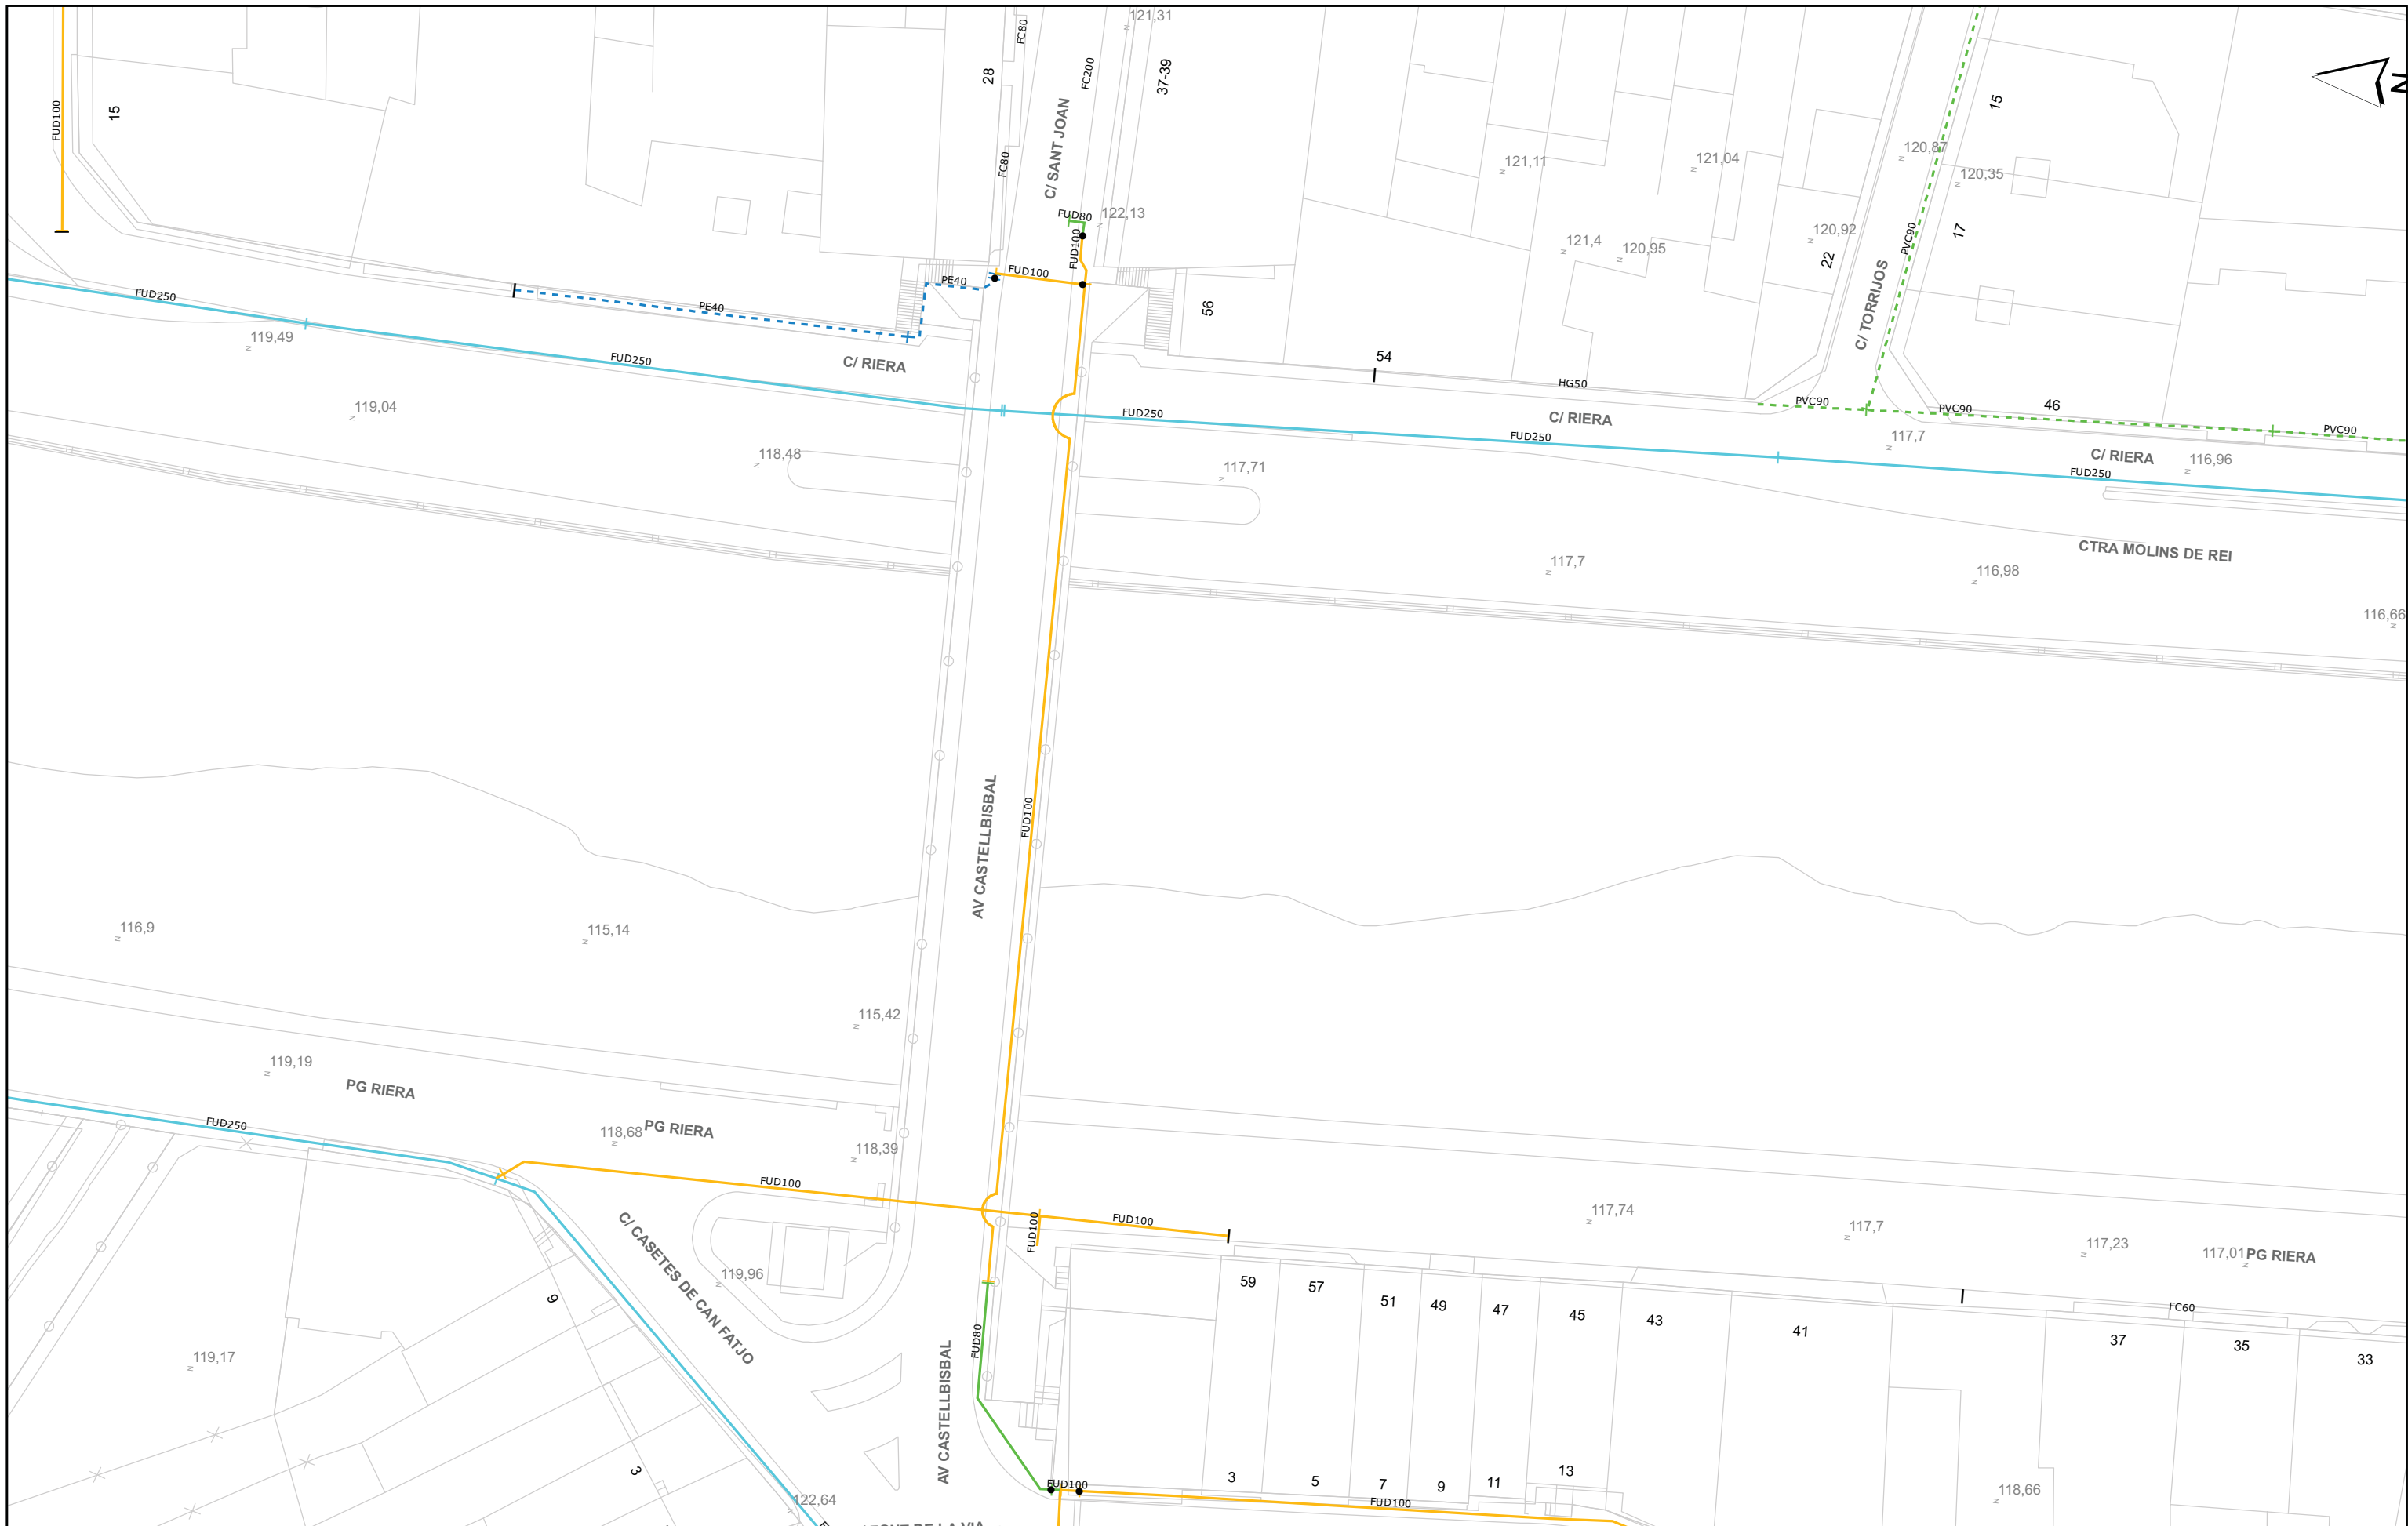 121,31
FC80
28
FC200
37-39
C/ SANT JOAN
FUD100
15
FC80
121,11
121,04
120,87
120,35
15
N
FUD80
122,13
FUD100
FUD100
PE40
121,4
120,95
120,92
22
PVC90
17
C/ TORRIJOS
FUD250
119,49
PE40
56
FUD250
C/ RIERA
54
HG50
119,04
FUD250
C/ RIERA
PVC90
PVC90
46
PVC90
118,48
117,71
FUD250
117,7
C/ RIERA
116,96
FUD250
117,7
116,98
CTRA MOLINS DE REI
116,66
FUD100
AV CASTELLBISBAL
116,9
115,14
115,42
119,19
PG RIERA
FUD250
118,68
PG RIERA
118,39
FUD100
FUD100
FUD100
117,74
117,7
117,23
117,01
PG RIERA
C/ CASETES DE CAN FATJO
119,96
9
59
57
51
49
47
45
43
41
FC60
37
35
33
119,17
FUD80
AV CASTELLBISBAL
3
122,64
FUD100
3
5
7
9
11
13
FUD100
118,66